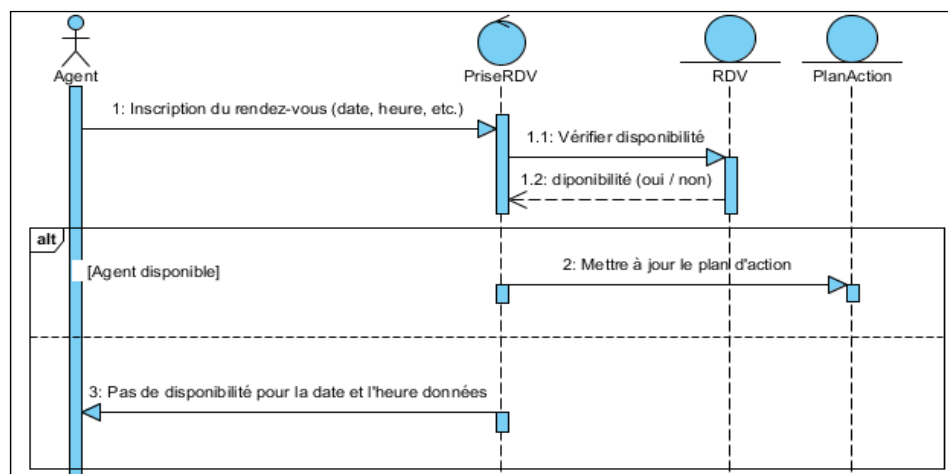 Agent
PriseRDV
RDV
PlanAction
1: Inscription du rendez-vous (date, heure, etc.)
1.1: Vérifier disponibilité
1.2: diponibilité (oui / non)
alt
[Agent disponible]
2: Mettre à jour le plan d'action
3: Pas de disponibilité pour la date et l'heure données